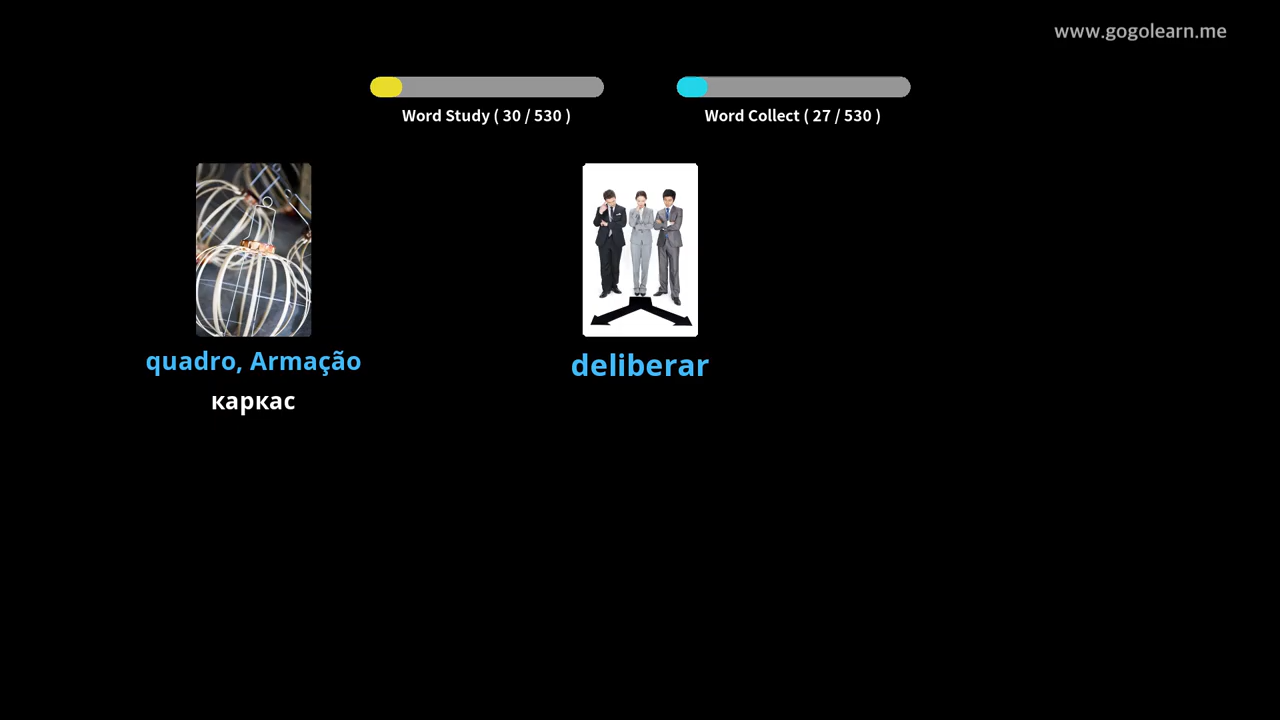 www.gogolearn.me
Word Study ( 30 / 530 )
Word Collect ( 27 / 530 )
quadro, Armação
каркас
deliberar